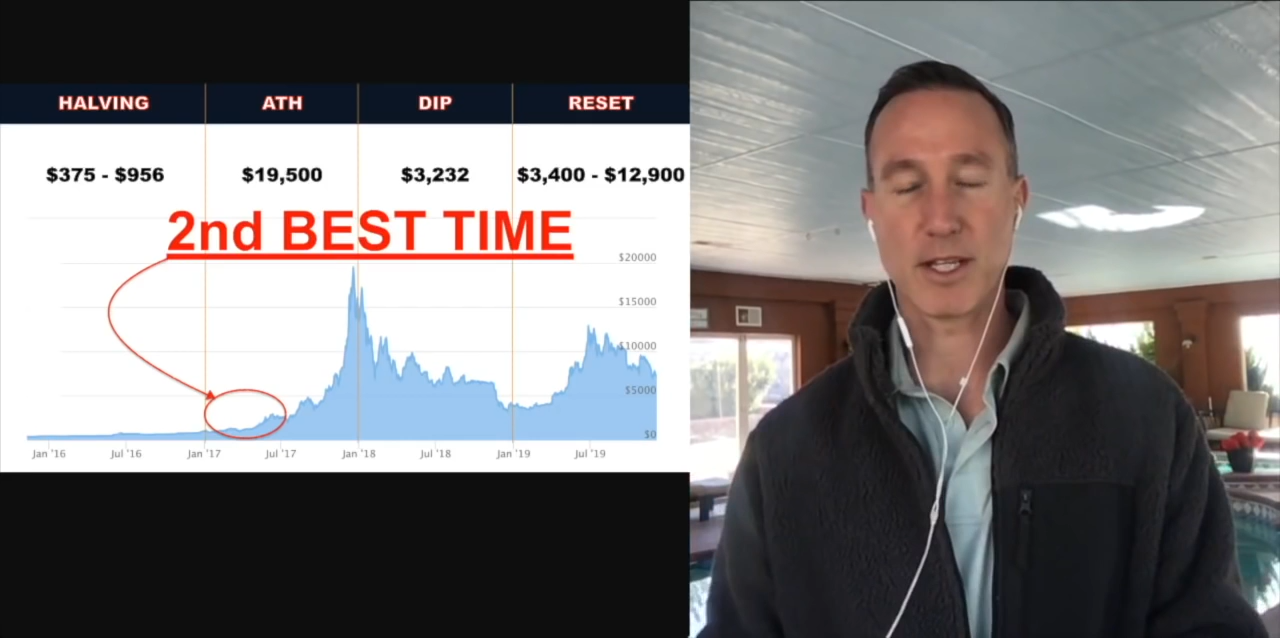 HALVING ATH DIP RESET
$375 - $956 $19,500 $3,232 $3,400 - $12,900
2nd BEST TIME
$20000
$15000
$10000
$5000
$0
Jan '16 Jul '16 Jan '17 Jul '17 Jan '18 Jul '18 Jan '19 Jul '19